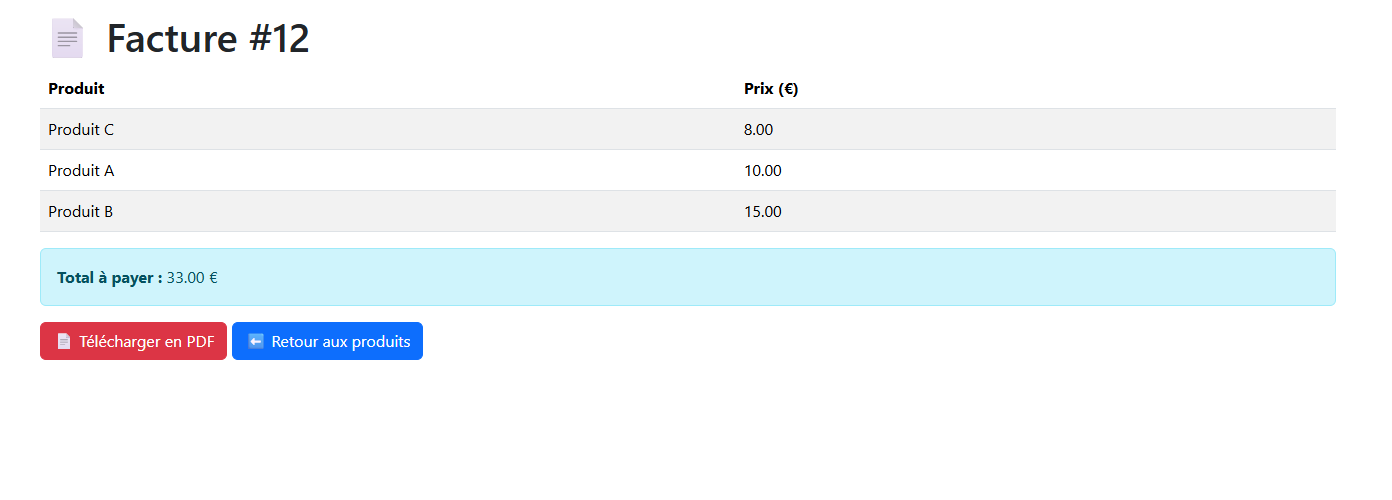 Facture #12
Produit Prix (€)
Produit C 8.00
Produit A 10.00
Produit B 15.00
Total à payer : 33.00 €
Télécharger en PDF Retour aux produits